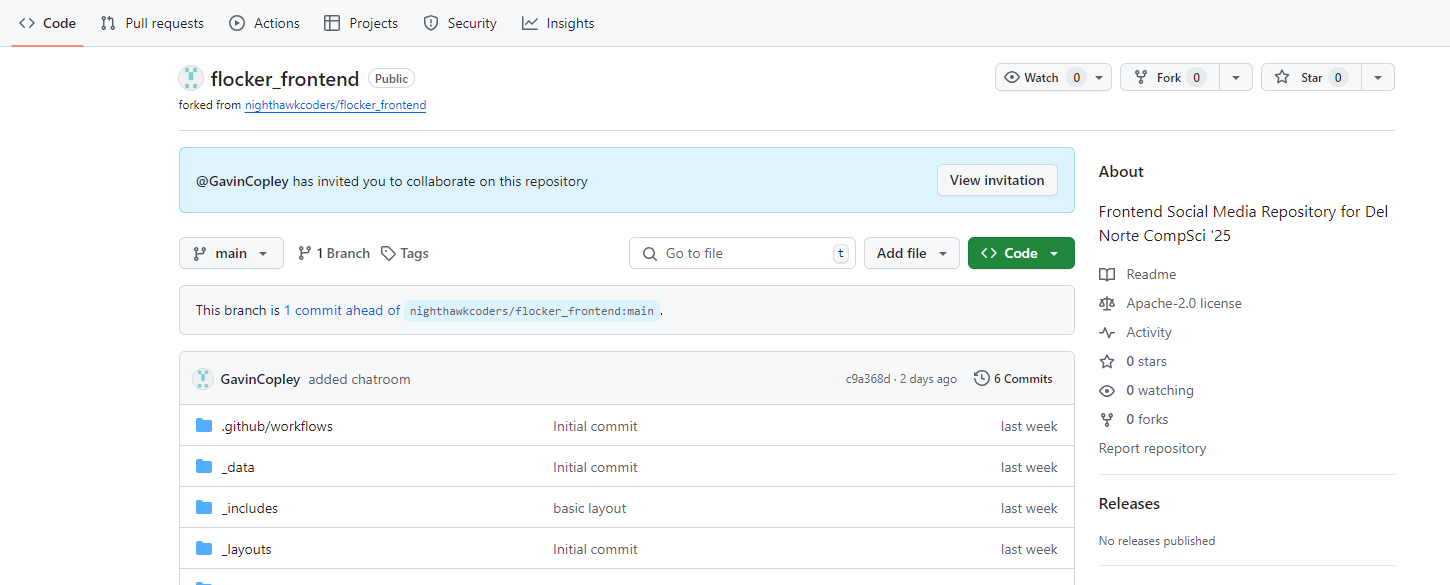 Code Pull requests Actions Projects Security Insights
flocker_frontend Public
Watch 0 Fork 0 Star 0
forked from nighthawkcoders/flocker_frontend
@GavinCopley has invited you to collaborate on this repository
View invitation
main 1 Branch Tags Go to file t Add file Code
This branch is 1 commit ahead of nighthawkcoders/flocker_frontend:main .
GavinCopley added chatroom c9a368d · 2 days ago 6 Commits
.github/workflows Initial commit last week
_data Initial commit last week
_includes basic layout last week
_layouts Initial commit last week
About
Frontend Social Media Repository for Del
Norte CompSci '25
Readme
Apache-2.0 license
Activity
0 stars
0 watching
0 forks
Report repository
Releases
No releases published